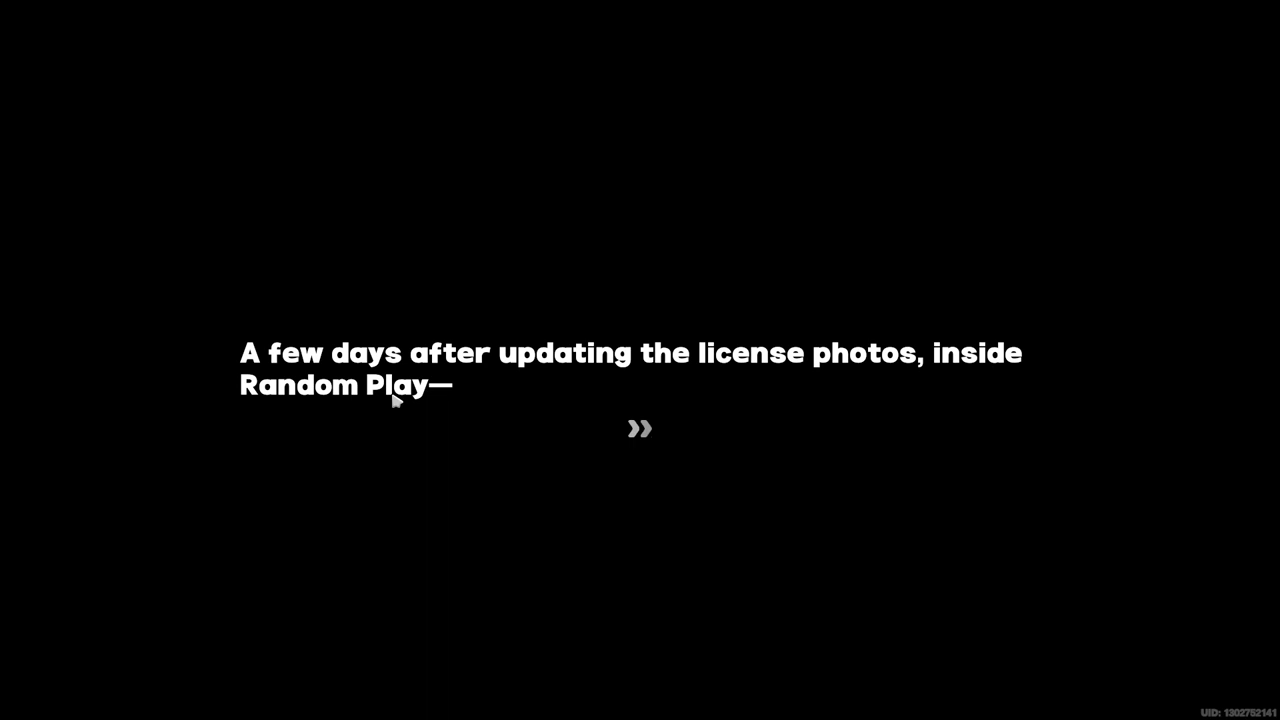 A few days after updating the license photos, inside
Random Play—
UID: 1302752141